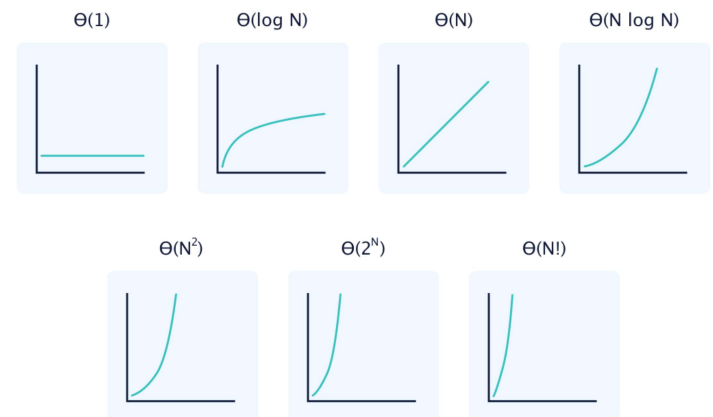 Ɵ(1)
Ɵ(log N)
Ɵ(N)
Ɵ(N log N)
Ɵ(N²)
Ɵ(2ᴺ)
Ɵ(N!)